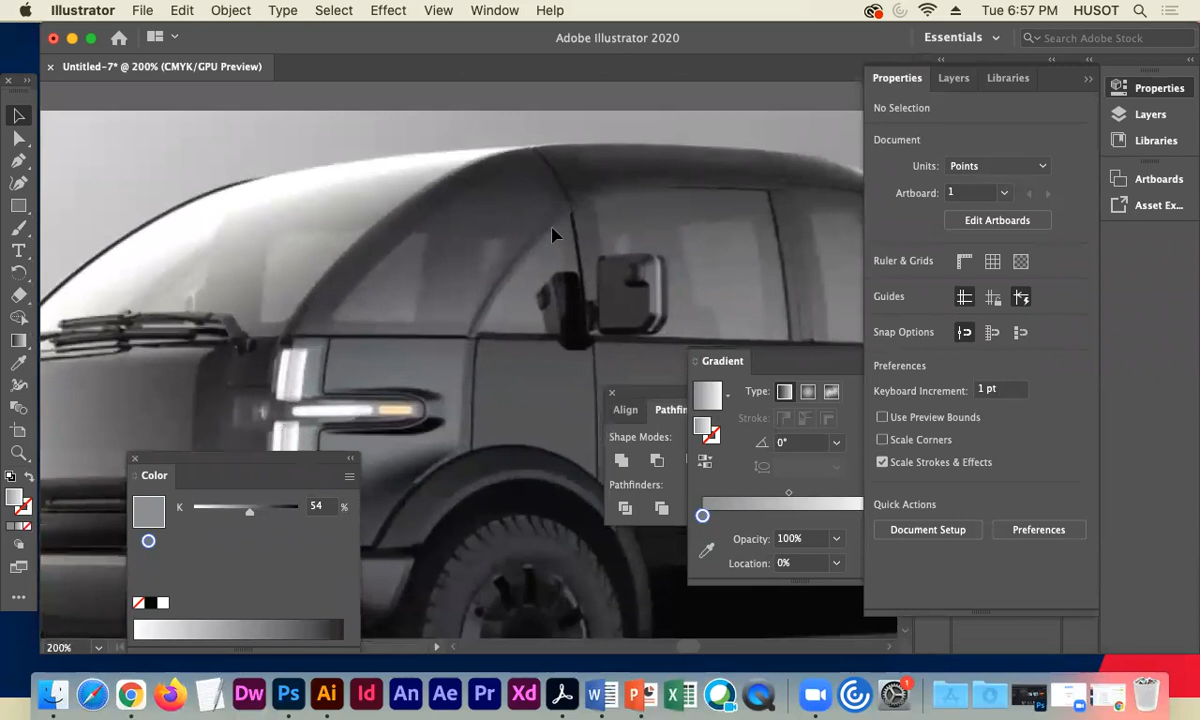 Illustrator File Edit Object Type Select Effect View Window Help Tue 6:57 PM HUSOT
Adobe Illustrator 2020
Essentials
Search Adobe Stock
Untitled-7* @ 200% (CMYK/GPU Preview)
Properties Layers Libraries
No Selection
Document
Units: Points
Artboard: 1
Edit Artboards
Ruler & Grids
Guides
Snap Options
Preferences
Keyboard Increment: 1 pt
Use Preview Bounds
Scale Corners
Scale Strokes & Effects
Quick Actions
Document Setup Preferences
Properties
Layers
Libraries
Artboards
Asset Ex...
Gradient
Type:
Stroke:
0°
Opacity: 100%
Location: 0%
Align Pathfin
Shape Modes:
Pathfinders:
Color
K 54 %
200%
Dw Ps Ai Id An Ae Pr Xd
1